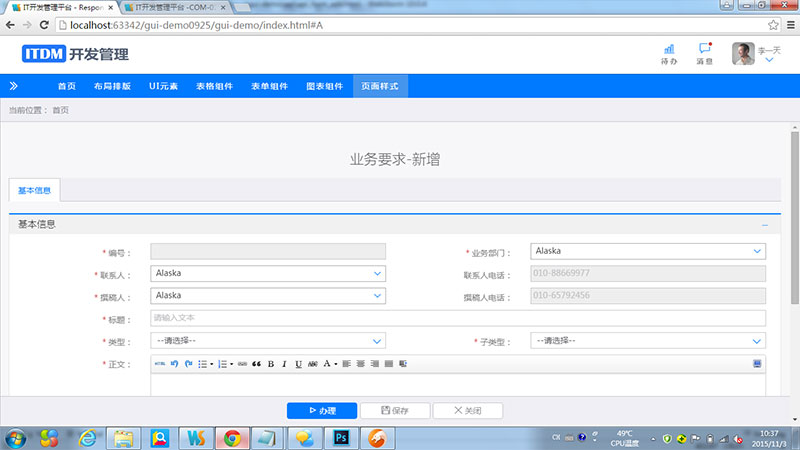 IT开发管理平台 - Respon
IT开发管理平台 -COM-0
localhost:63342/gui-demo0925/gui-demo/index.html#A
ITDM 开发管理
待办
消息
李一天
首页 布局排版 UI元素 表格组件 表单组件 图表组件 页面样式
当前位置： 首页
业务要求-新增
基本信息
基本信息
* 编号：
* 业务部门： Alaska
* 联系人： Alaska
联系人电话： 010-88669977
* 撰稿人： Alaska
撰稿人电话： 010-65792456
* 标题： 请输入文本
* 类型： --请选择--
* 子类型： --请选择--
* 正文：
HTML B I U ABC A
办理 保存 关闭
CH
49℃
CPU温度
10:37
2015/11/3